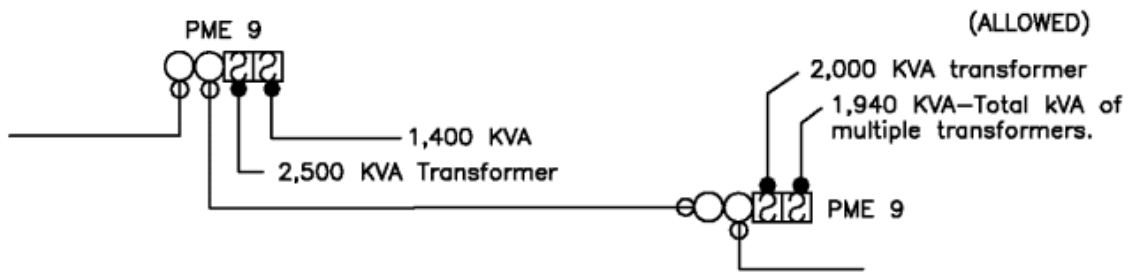 PME 9
(ALLOWED)
2,000 KVA transformer
1,940 KVA-Total kVA of
multiple transformers.
1,400 KVA
2,500 KVA Transformer
PME 9